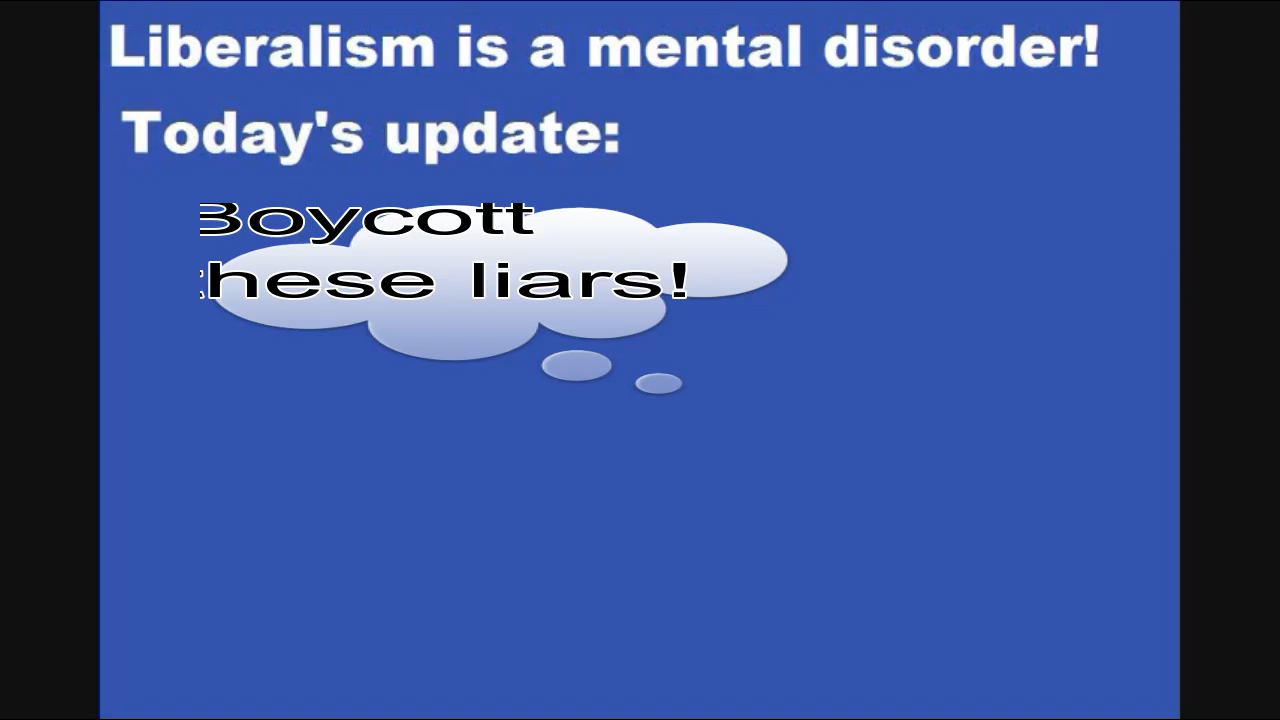 Liberalism is a mental disorder!
Today's update:
Boycott
these liars!